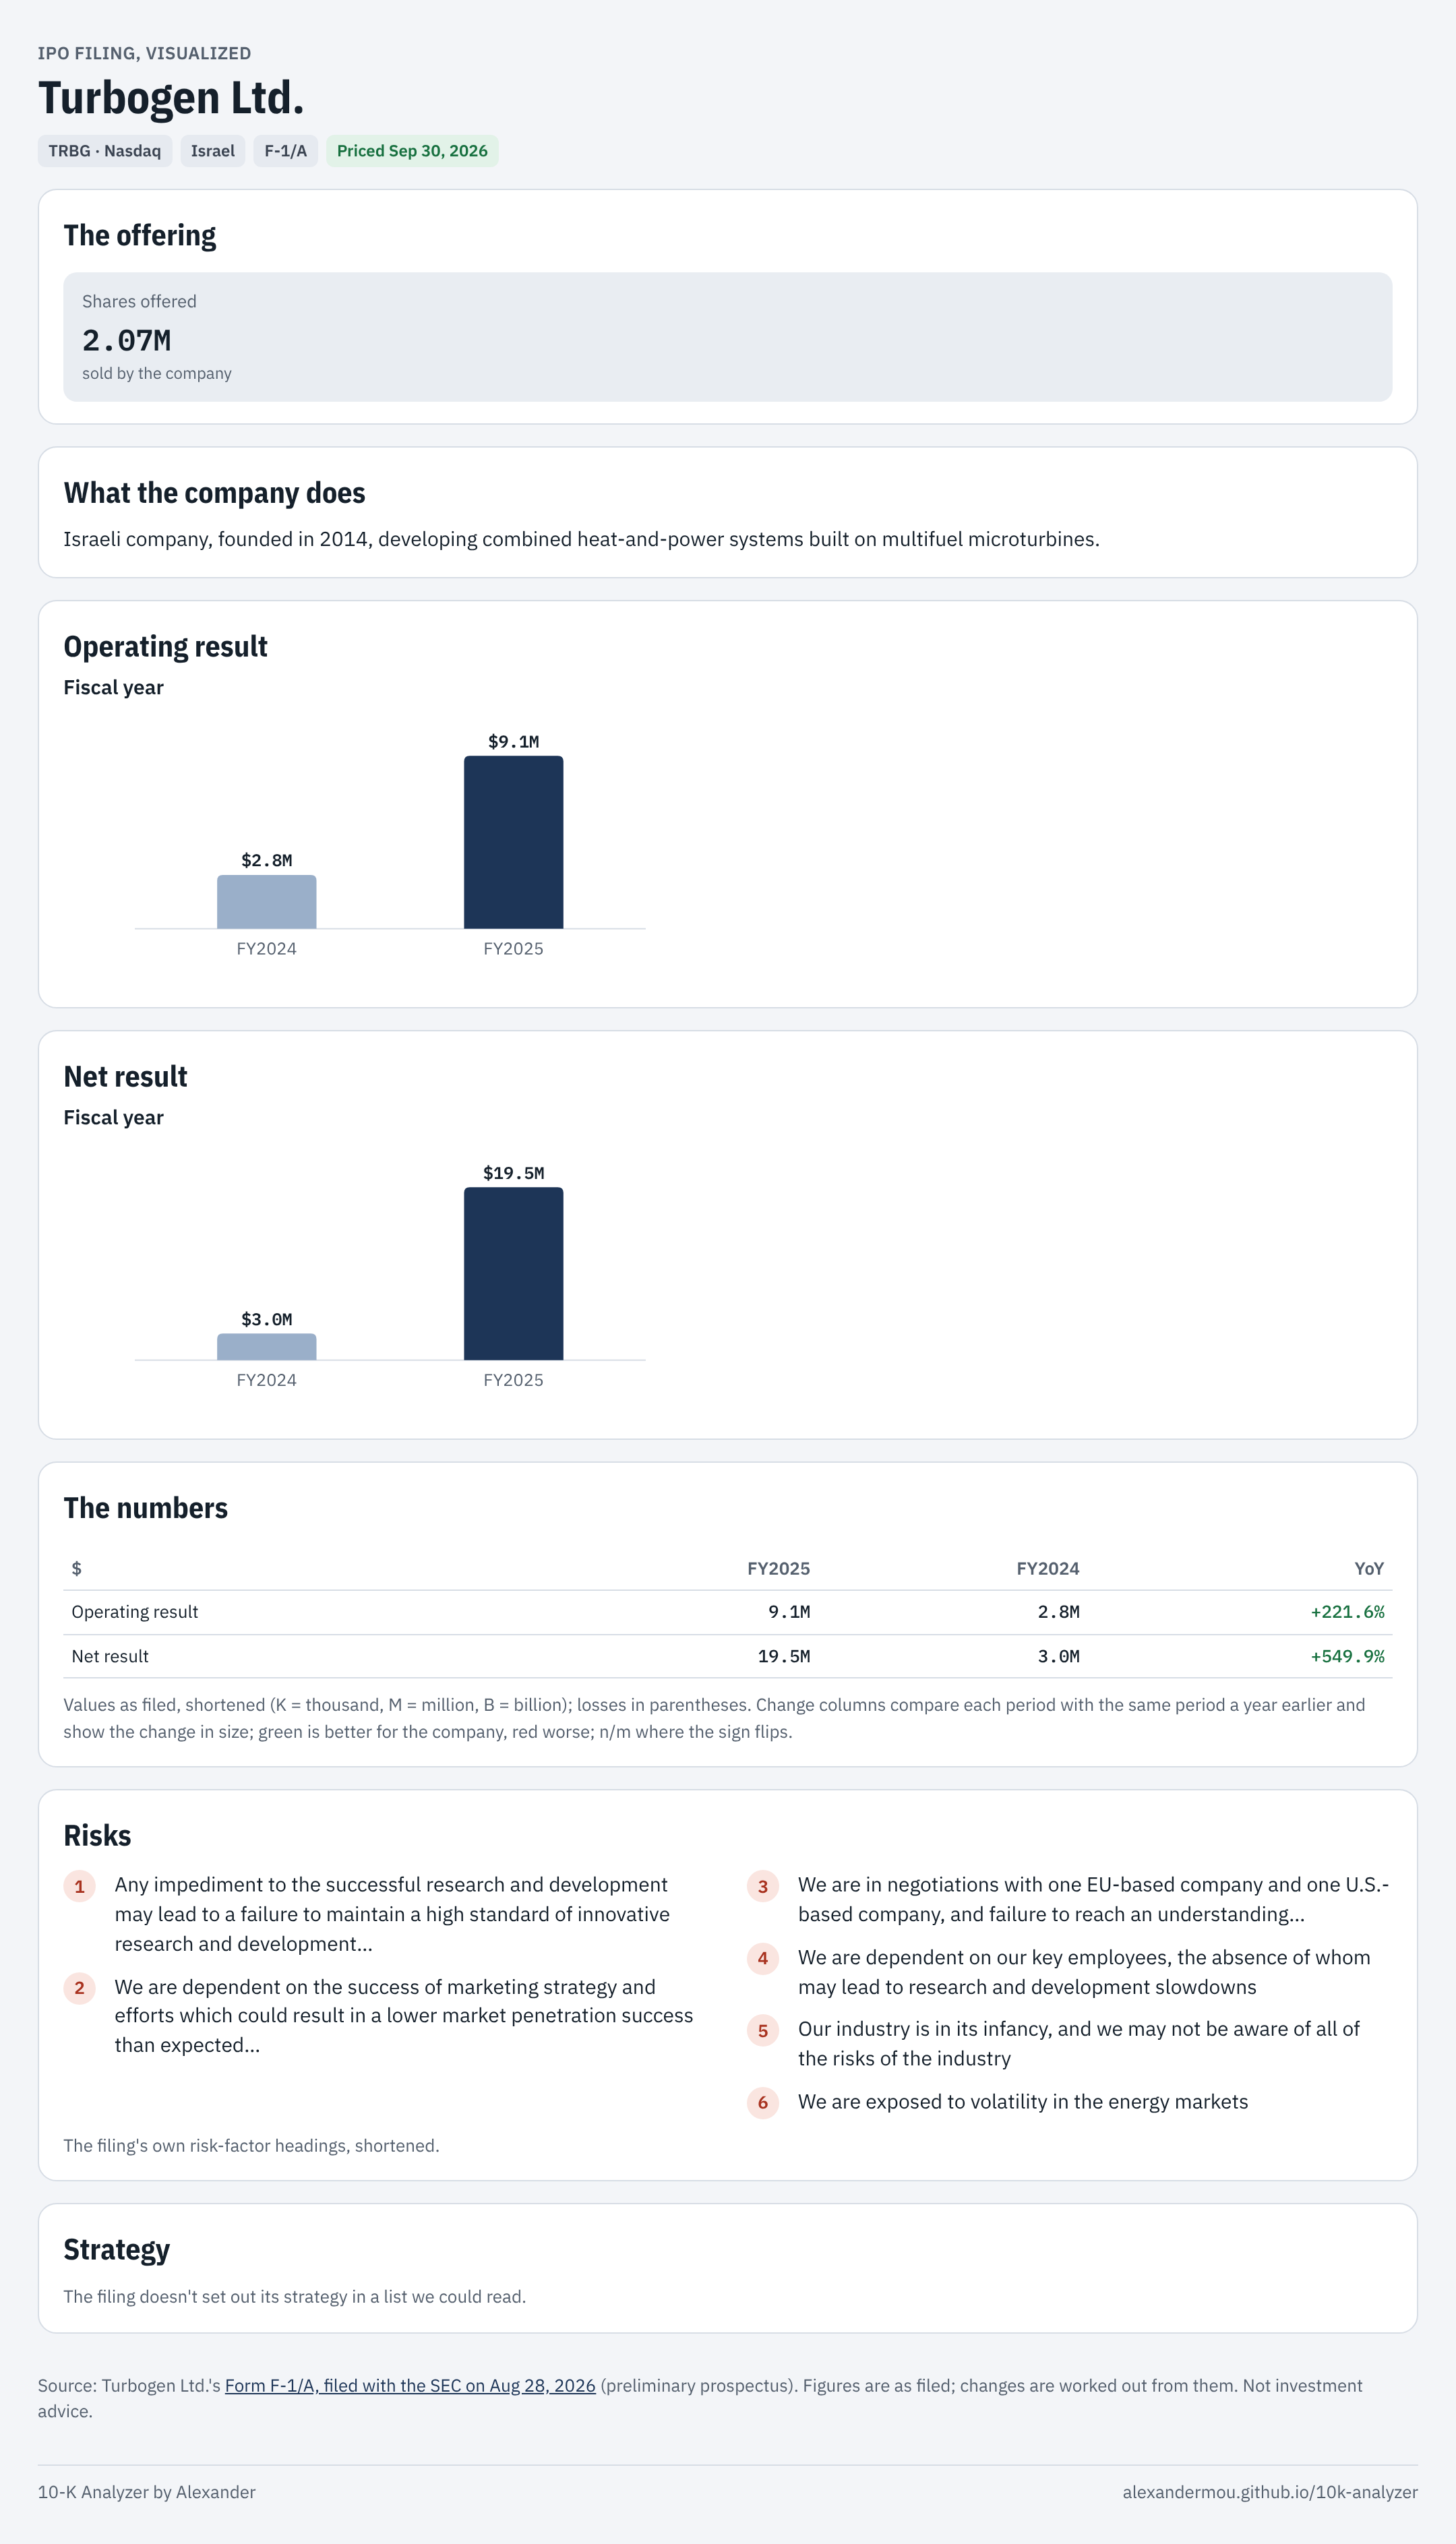 IPO FILING, VISUALIZED
Turbogen Ltd.
TRBG · Nasdaq
Israel
F-1/A
Priced Sep 30, 2026
The offering
Shares offered
2.07M
sold by the company
What the company does
Israeli company, founded in 2014, developing combined heat-and-power systems built on multifuel microturbines.
Operating result
Fiscal year
$9.1M
$2.8M
FY2024
FY2025
Net result
Fiscal year
$19.5M
$3.0M
FY2024
FY2025
The numbers
$ FY2025 FY2024 YoY
Operating result 9.1M 2.8M +221.6%
Net result 19.5M 3.0M +549.9%
Values as filed, shortened (K = thousand, M = million, B = billion); losses in parentheses. Change columns compare each period with the same period a year earlier and
show the change in size; green is better for the company, red worse; n/m where the sign flips.
Risks
1 Any impediment to the successful research and development
may lead to a failure to maintain a high standard of innovative
research and development…
2 We are dependent on the success of marketing strategy and
efforts which could result in a lower market penetration success
than expected…
3 We are in negotiations with one EU-based company and one U.S.-
based company, and failure to reach an understanding…
4 We are dependent on our key employees, the absence of whom
may lead to research and development slowdowns
5 Our industry is in its infancy, and we may not be aware of all of
the risks of the industry
6 We are exposed to volatility in the energy markets
The filing's own risk-factor headings, shortened.
Strategy
The filing doesn't set out its strategy in a list we could read.
Source: Turbogen Ltd.'s Form F-1/A, filed with the SEC on Aug 28, 2026 (preliminary prospectus). Figures are as filed; changes are worked out from them. Not investment
advice.
10-K Analyzer by Alexander
alexandermou.github.io/10k-analyzer